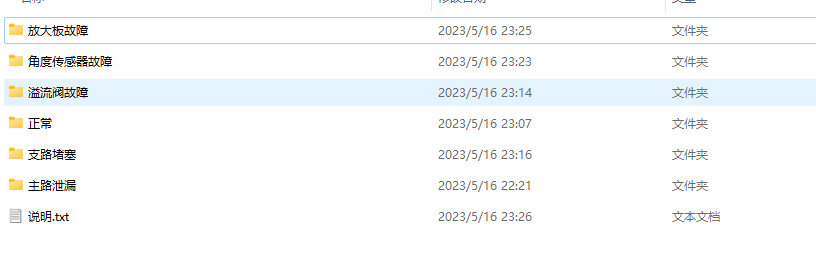 放大板故障 2023/5/16 23:25 文件夹
角度传感器故障 2023/5/16 23:23 文件夹
溢流阀故障 2023/5/16 23:14 文件夹
正常 2023/5/16 23:07 文件夹
支路堵塞 2023/5/16 23:16 文件夹
主路泄漏 2023/5/16 22:21 文件夹
说明.txt 2023/5/16 23:26 文本文档